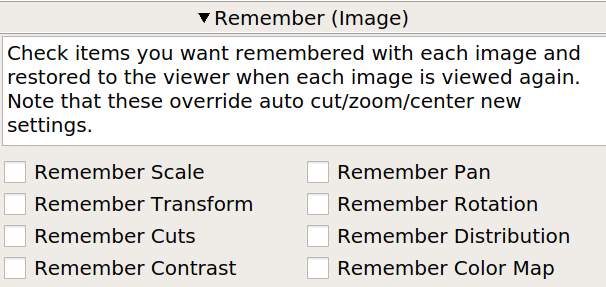 Remember (Image)
Check items you want remembered with each image and
restored to the viewer when each image is viewed again.
Note that these override auto cut/zoom/center new
settings.
Remember Scale
Remember Pan
Remember Transform
Remember Rotation
Remember Cuts
Remember Distribution
Remember Contrast
Remember Color Map